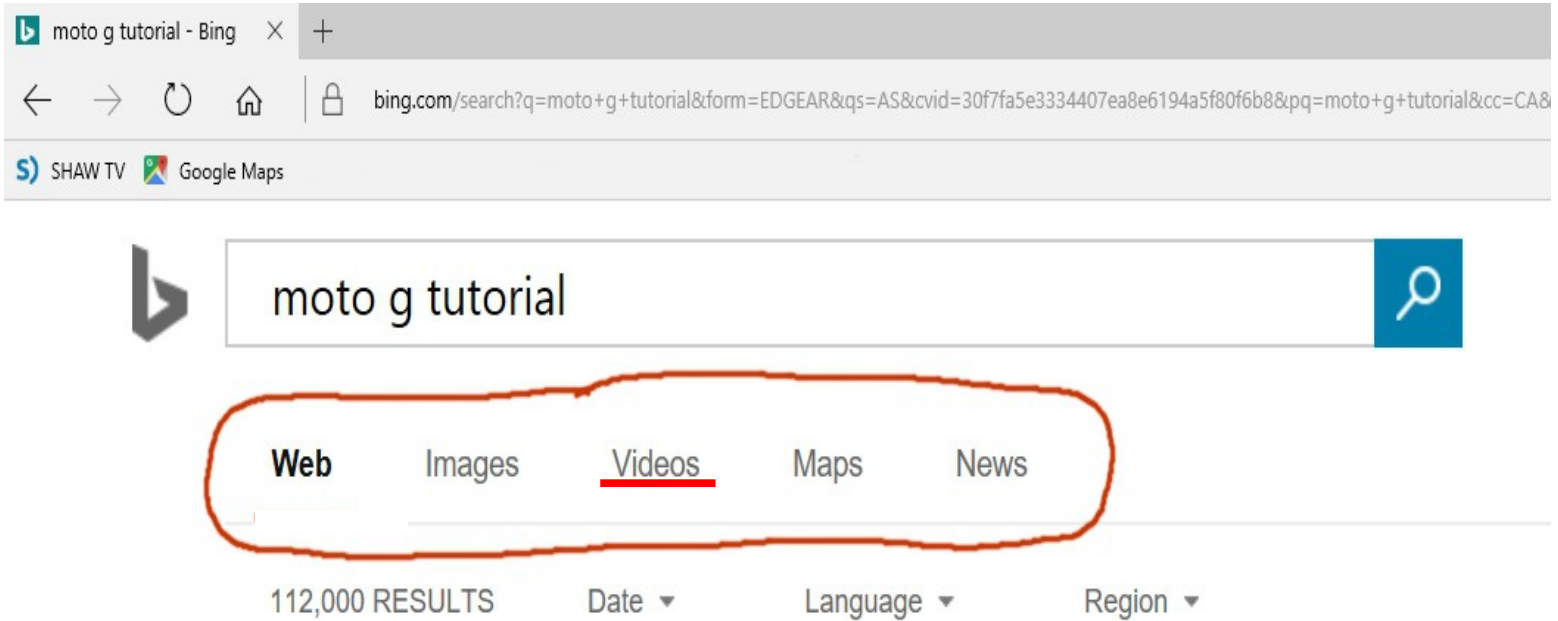 moto g tutorial - Bing
bing.com/search?q=moto+g+tutorial&form=EDGEAR&qs=AS&cvid=30f7fa5e3334407ea8e6194a5f80f6b8&pq=moto+g+tutorial&cc=CA&
SHAW TV Google Maps
moto g tutorial
Web Images Videos Maps News
112,000 RESULTS Date Language Region